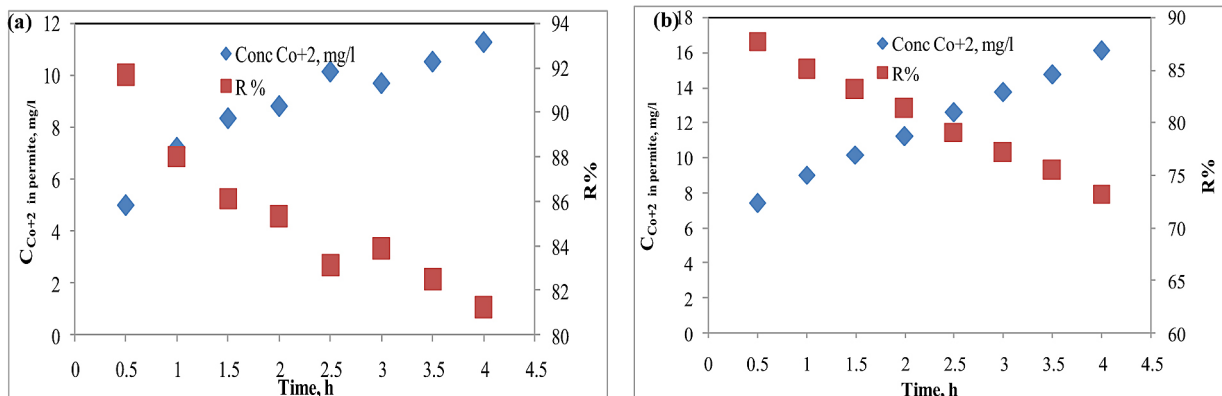 (a)
12
10
8
6
4
2
0
C Co+2 in permite, mg/l
Conc Co+2, mg/l
R %
94
92
90
88
86
84
82
80
R%
0 0.5 1 1.5 2 2.5 3 3.5 4 4.5
Time, h
(b)
18
16
14
12
10
8
6
4
2
0
C Co+2 in permite, mg/l
Conc Co+2, mg/l
R%
90
85
80
75
70
65
60
R%
0 0.5 1 1.5 2 2.5 3 3.5 4 4.5
Time, h